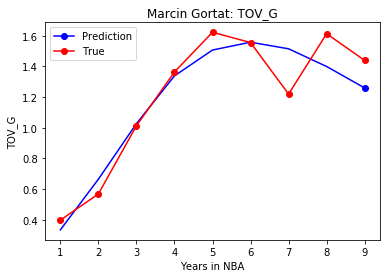 Marcin Gortat: TOV_G
Prediction
True
1.6
1.4
1.2
1.0
0.8
0.6
0.4
TOV_G
1 2 3 4 5 6 7 8 9
Years in NBA